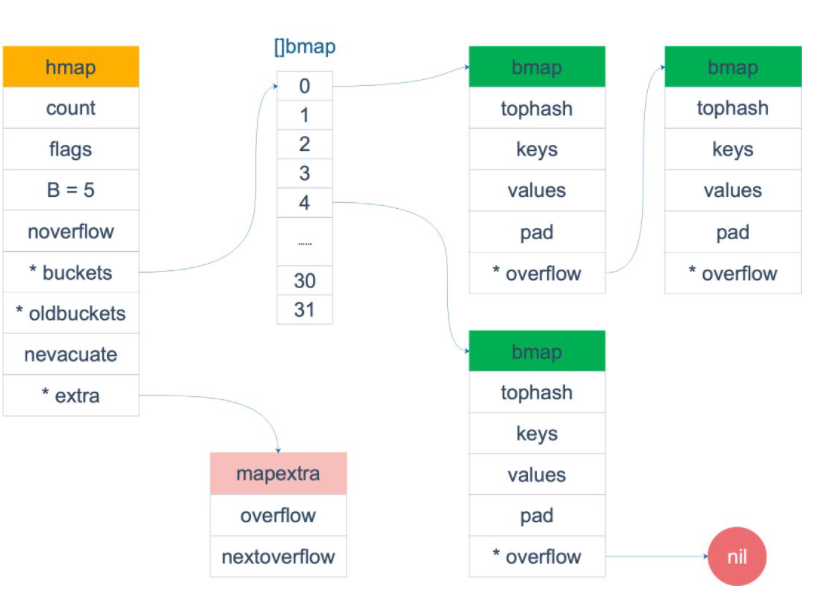 hmap
count
flags
B = 5
noverflow
* buckets
* oldbuckets
nevacuate
* extra
[]bmap
0
1
2
3
4
......
30
31
bmap
tophash
keys
values
pad
* overflow
bmap
tophash
keys
values
pad
* overflow
bmap
tophash
keys
values
pad
* overflow
nil
mapextra
overflow
nextoverflow